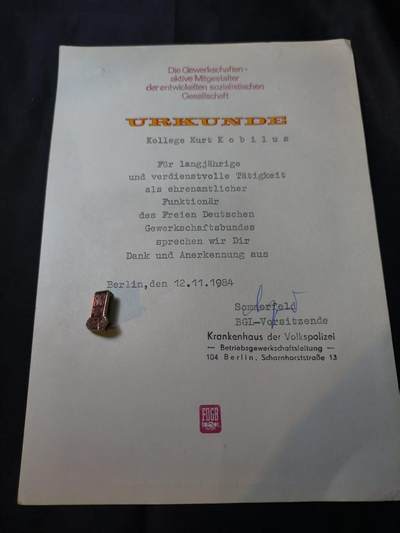 Die Gewerkschaften -
aktive Mitgestalter
der entwickelten sozialistischen
Gesellschaft
URKUNDE
Kollege Kurt K o b i l u s
Für langjährige
und verdienstvolle Tätigkeit
als ehrenamtlicher
Funktionär
des Freien Deutschen
Gewerkschaftsbundes
sprechen wir Dir
Dank und Anerkennung aus
Berlin,den 12.11.1984
Sommerfeld
BGL-Vorsitzende
Krankenhaus der Volkspolizei
— Betriebsgewerkschaftsleitung —
104 Berlin, Scharnhorststraße 13
FDGB